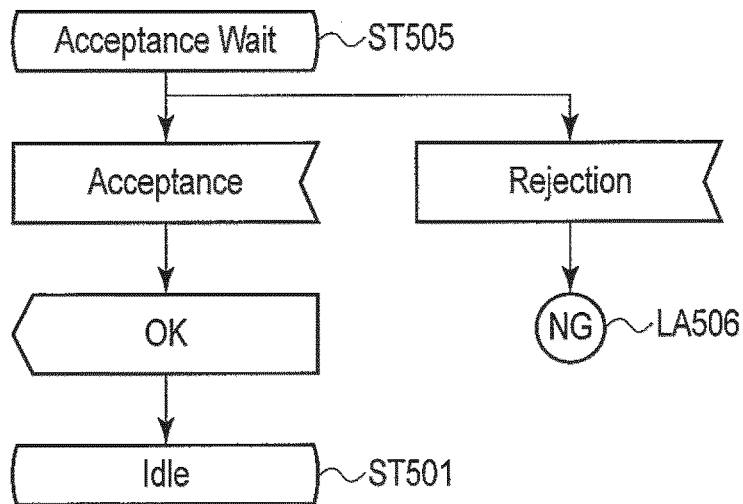 Acceptance Wait ST505
Acceptance Rejection
OK NG LA506
Idle ST501